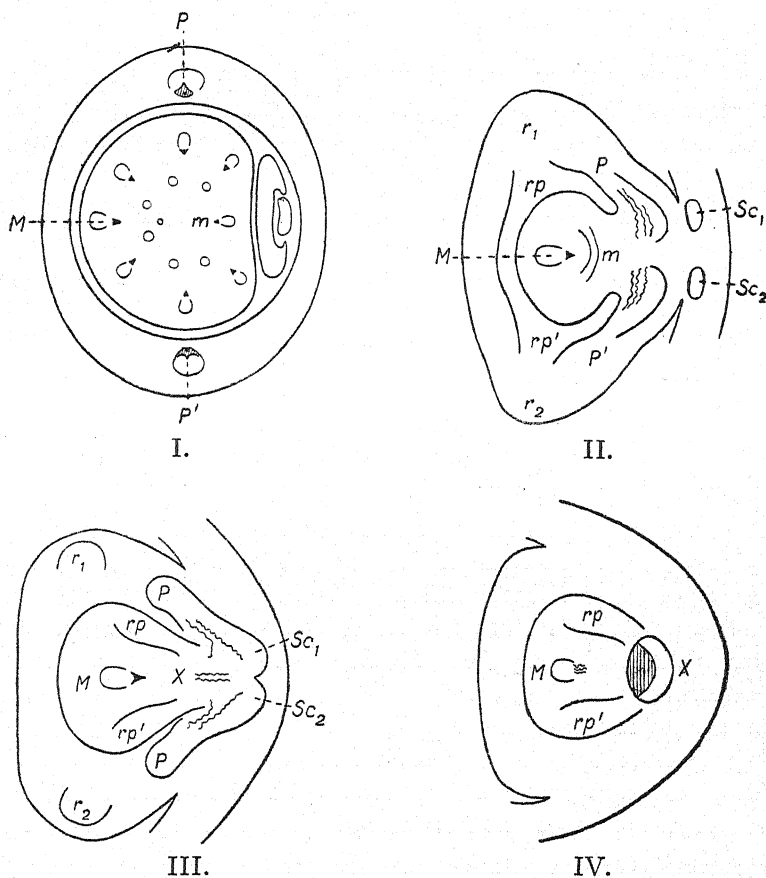 P
M
m
P'
I.
r1
P
rp
M
m
Sc1
Sc2
rp'
P'
r2
II.
r1
P
rp
Sc1
M
X
Sc2
rp'
P
r2
III.
rp
M
X
rp'
IV.